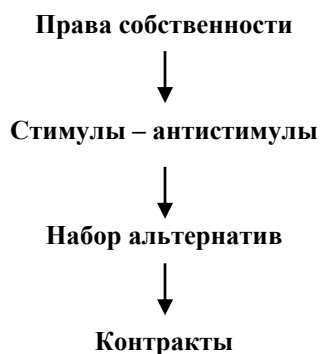 Права собственности
Стимулы – антистимулы
Набор альтернатив
Контракты